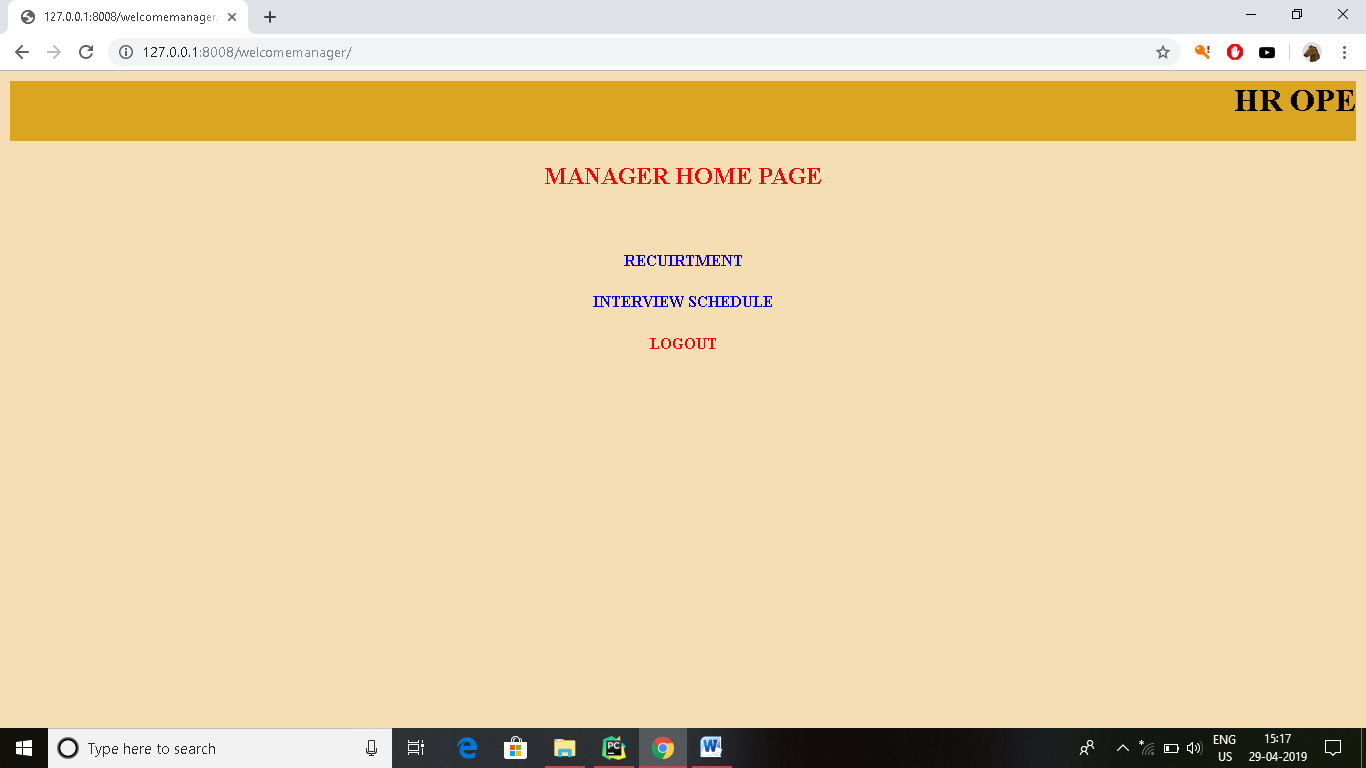 127.0.0.1:8008/welcomemanager/
127.0.0.1:8008/welcomemanager/
HR OPE
MANAGER HOME PAGE
RECUIRTMENT
INTERVIEW SCHEDULE
LOGOUT
Type here to search
PC
W
ENG
US
15:17
29-04-2019